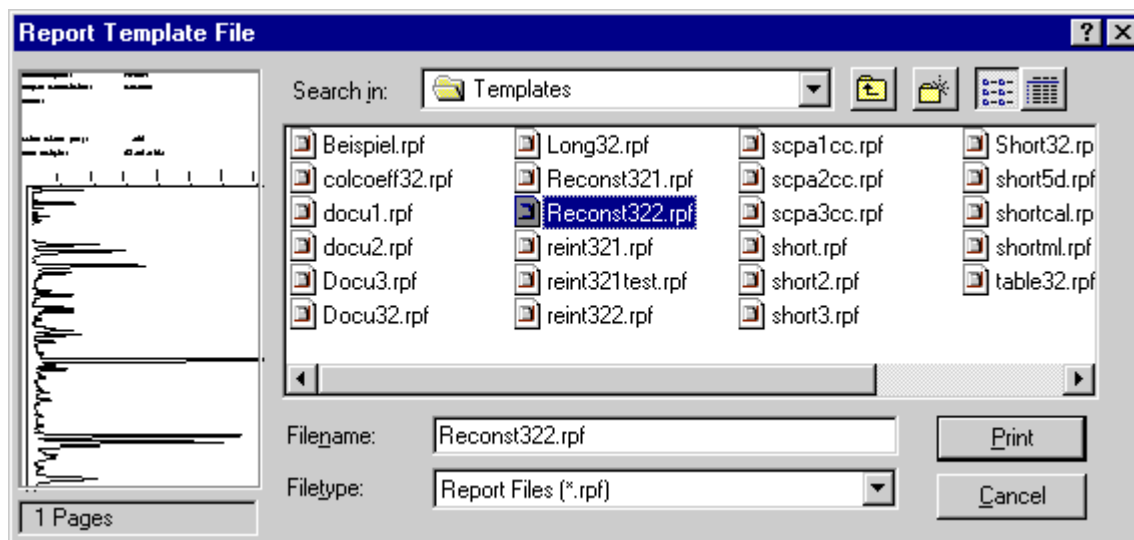 Report Template File
Search in: Templates
Beispiel.rpf Long32.rpf scpa1cc.rpf Short32.rp
colcoeff32.rpf Reconst321.rpf scpa2cc.rpf short5d.rpf
docu1.rpf Reconst322.rpf scpa3cc.rpf shortcal.rp
docu2.rpf reint321.rpf short.rpf shortml.rpf
Docu3.rpf reint321test.rpf short2.rpf table32.rpf
Docu32.rpf reint322.rpf short3.rpf
Filename: Reconst322.rpf Print
Filetype: Report Files (*.rpf) Cancel
1 Pages